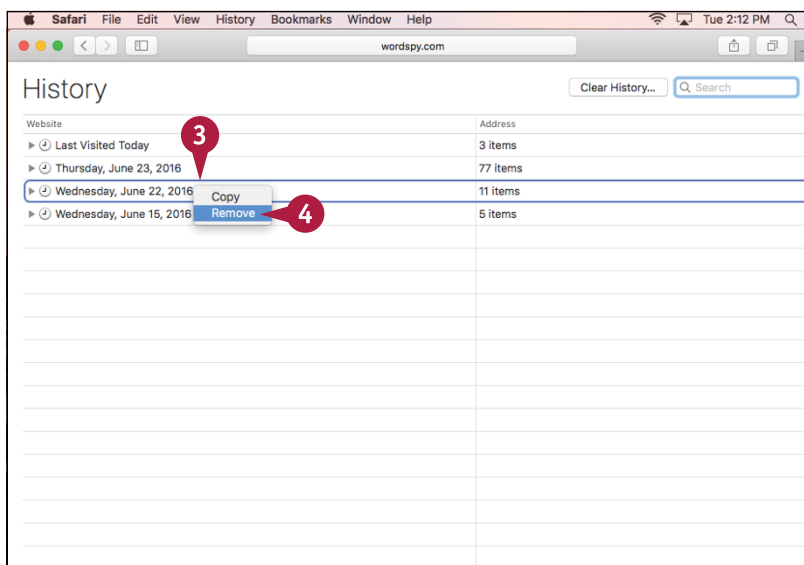 Safari File Edit View History Bookmarks Window Help Tue 2:12 PM
wordspy.com
History Clear History... Search
Website Address
3
Last Visited Today 3 items
Thursday, June 23, 2016 77 items
Wednesday, June 22, 2016 11 items
Copy
Wednesday, June 15, 2016 5 items
Remove 4